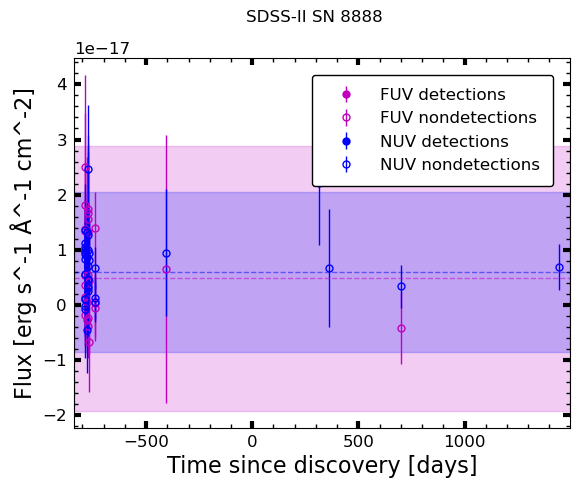 SDSS-II SN 8888
1e−17
FUV detections
FUV nondetections
NUV detections
NUV nondetections
4
3
2
1
0
−1
−2
Flux [erg s^-1 Å^-1 cm^-2]
−500
0
500
1000
Time since discovery [days]